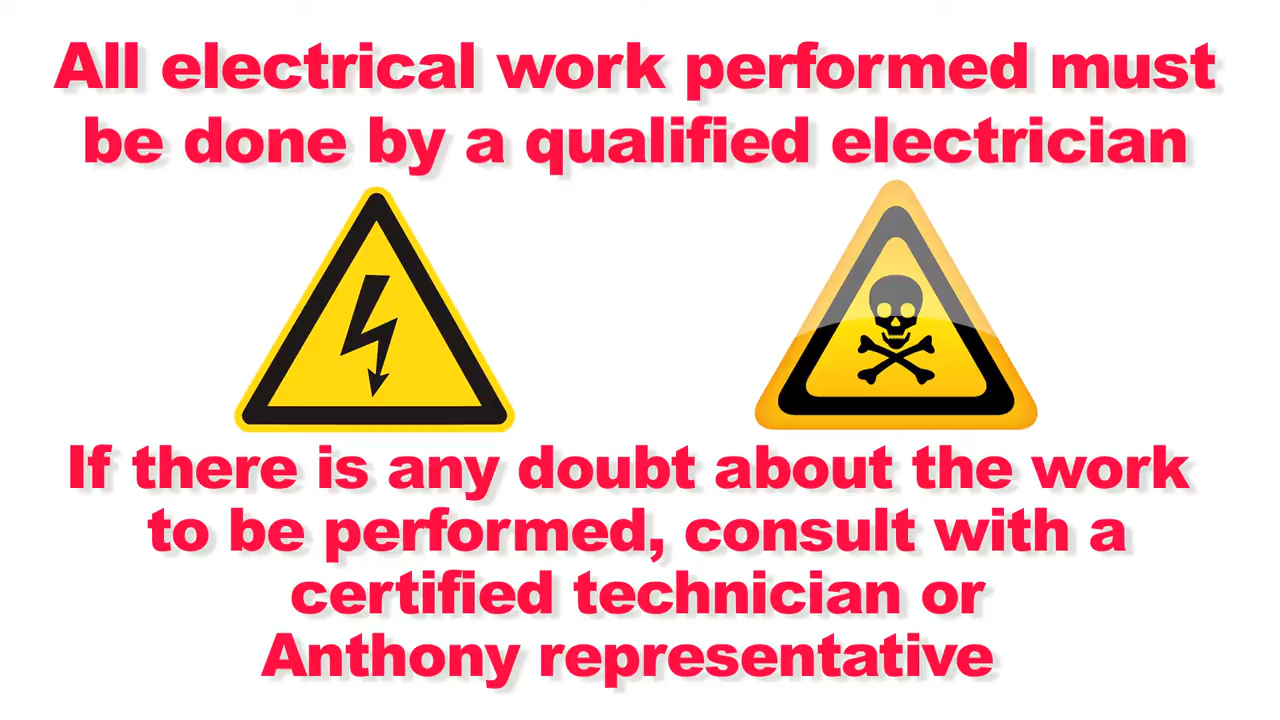 All electrical work performed must
be done by a qualified electrician
If there is any doubt about the work
to be performed, consult with a
certified technician or
Anthony representative